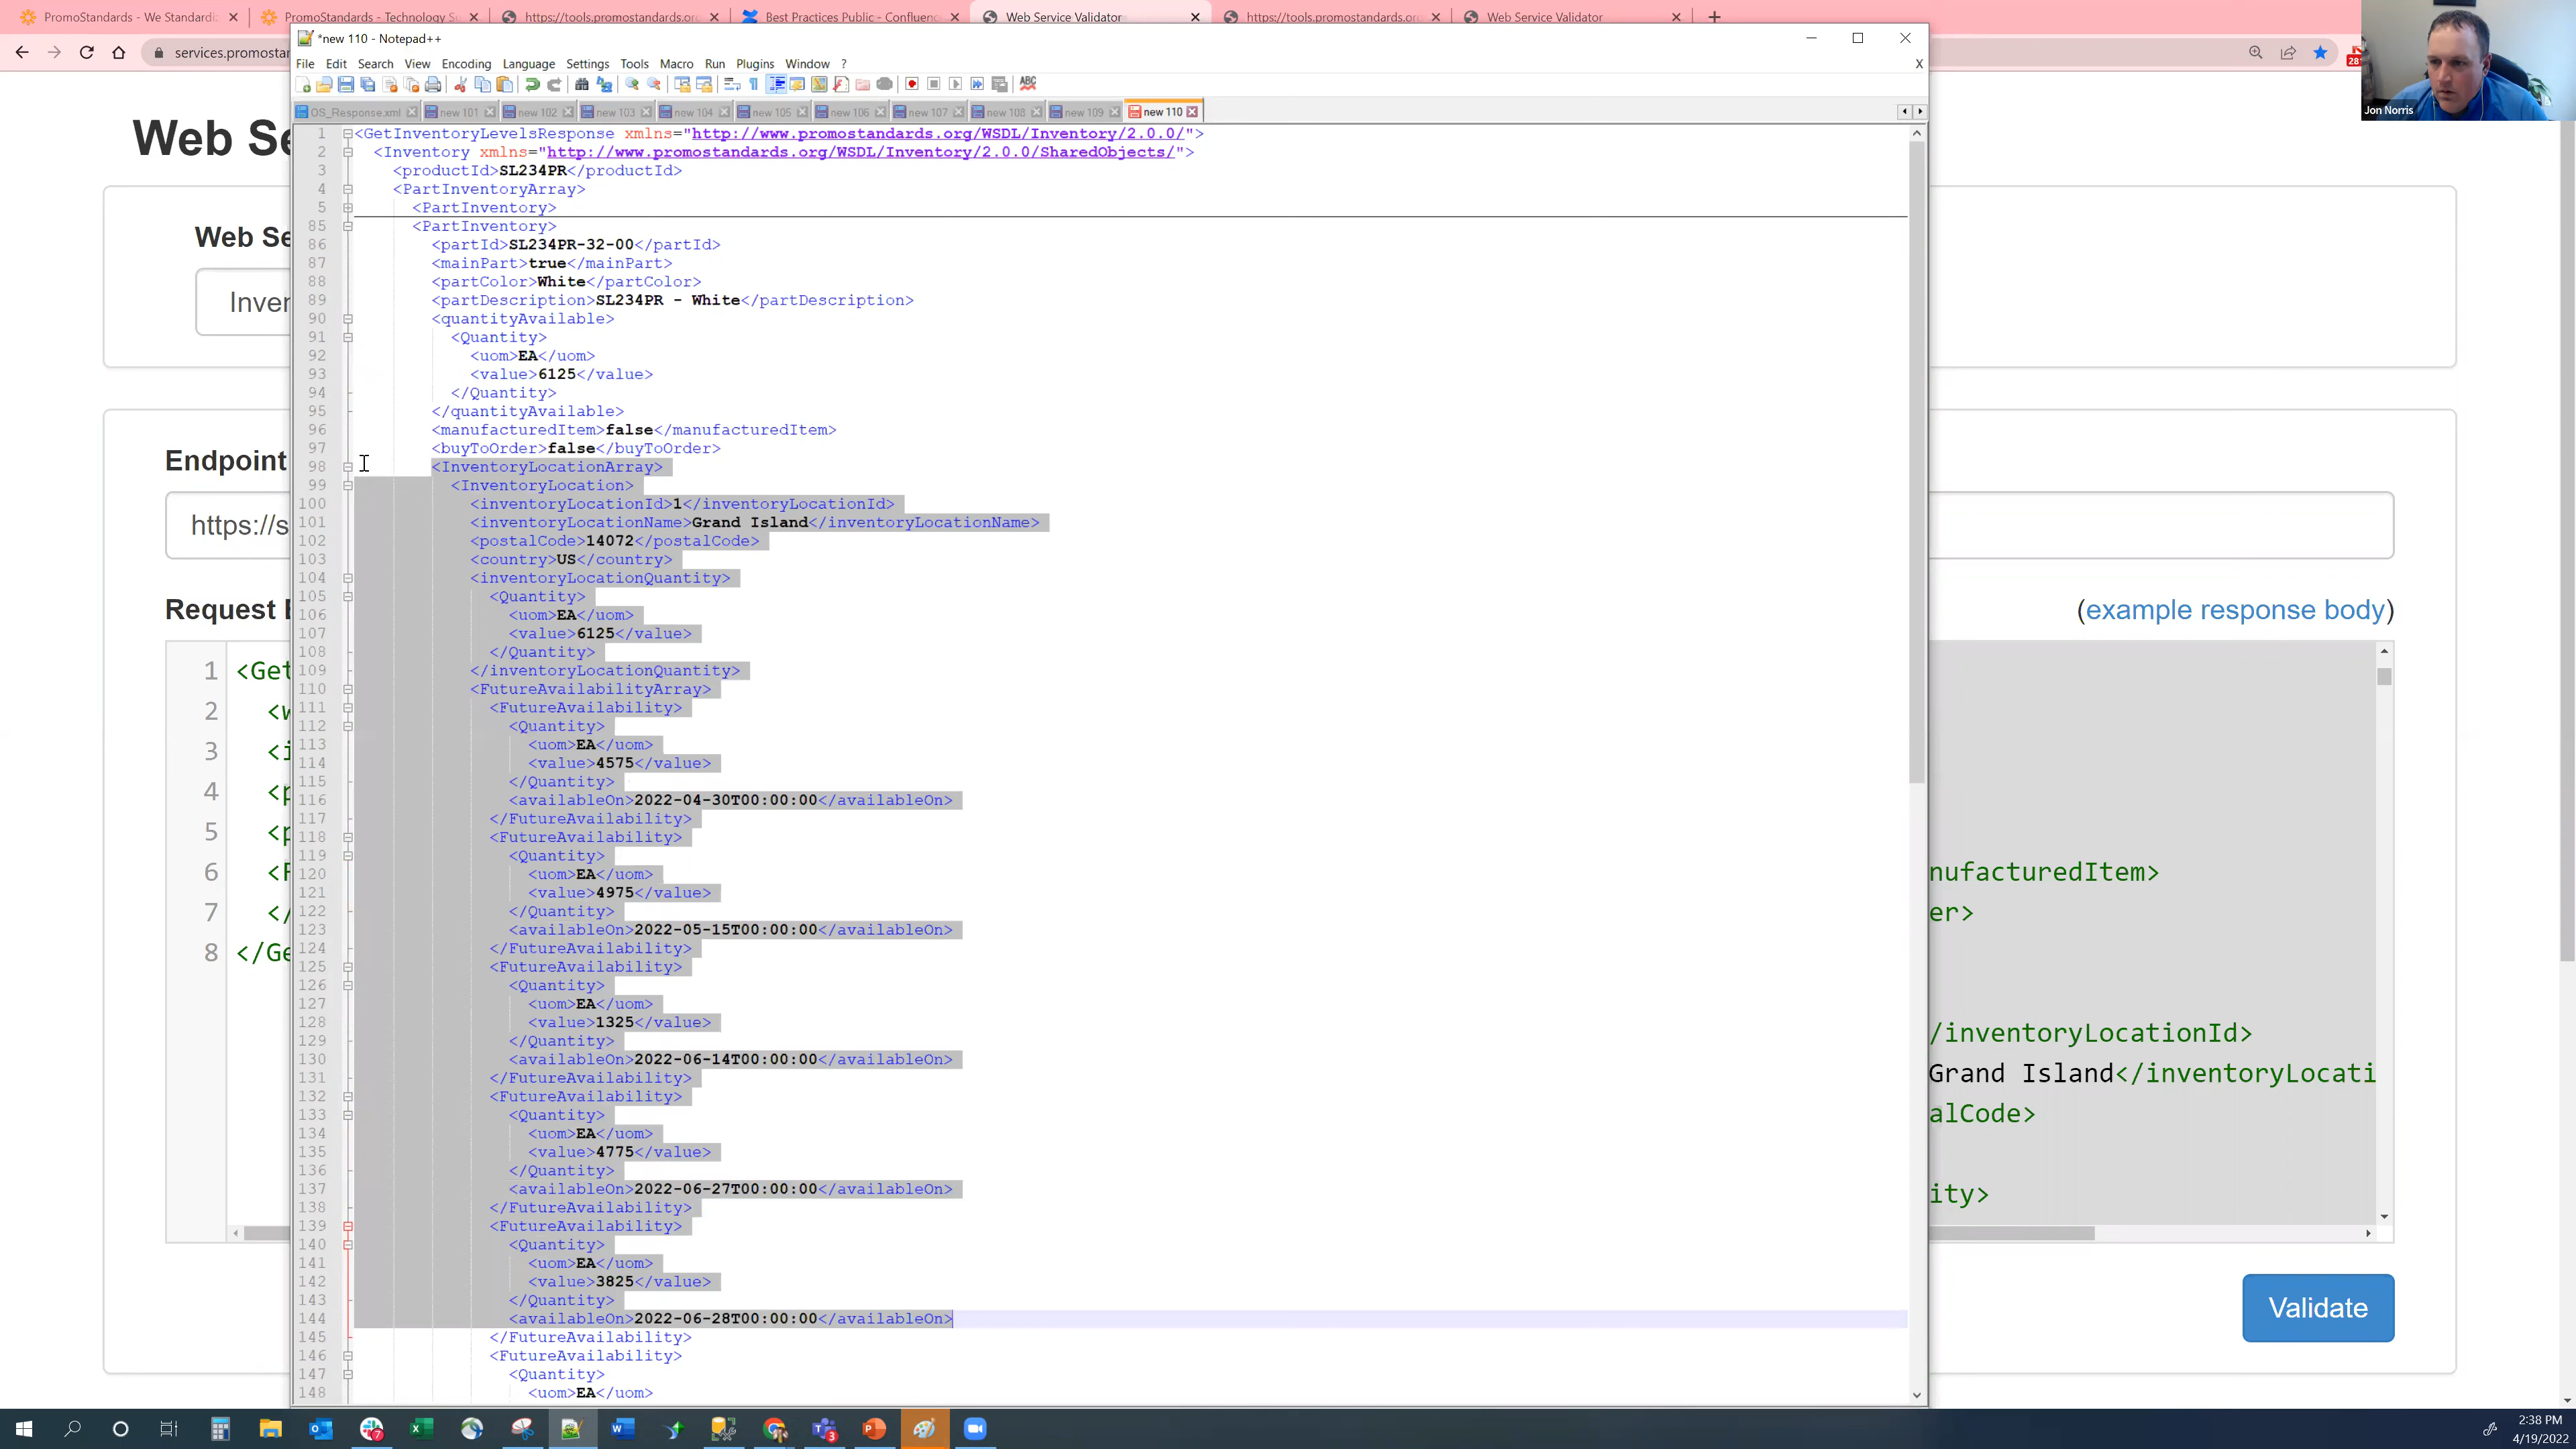 PromoStandards - We Standardiz
PromoStandards - Technology Su
https://tools.promostandards.org
Best Practices Public - Confluenc
Web Service Validator
https://tools.promostandards.org
Web Service Validator
services.promostan
*new 110 - Notepad++
File Edit Search View Encoding Language Settings Tools Macro Run Plugins Window ? X
OS_Response.xml new 101 new 102 new 103 new 104 new 105 new 106 new 107 new 108 new 109 new 110
Jon Norris
Web Se
Web Se
Inver
Endpoint
https://s
Request
1 <Get
2 <w
3 <i
4 <p
5 <p
6 <F
7 </
8 </Ge
1 <GetInventoryLevelsResponse xmlns="http://www.promostandards.org/WSDL/Inventory/2.0.0/">
2 <Inventory xmlns="http://www.promostandards.org/WSDL/Inventory/2.0.0/SharedObjects/">
3 <productId>SL234PR</productId>
4 <PartInventoryArray>
5 <PartInventory>
85 <PartInventory>
86 <partId>SL234PR-32-00</partId>
87 <mainPart>true</mainPart>
88 <partColor>White</partColor>
89 <partDescription>SL234PR - White</partDescription>
90 <quantityAvailable>
91 <Quantity>
92 <uom>EA</uom>
93 <value>6125</value>
94 </Quantity>
95 </quantityAvailable>
96 <manufacturedItem>false</manufacturedItem>
97 <buyToOrder>false</buyToOrder>
98 <InventoryLocationArray>
99 <InventoryLocation>
100 <inventoryLocationId>1</inventoryLocationId>
101 <inventoryLocationName>Grand Island</inventoryLocationName>
102 <postalCode>14072</postalCode>
103 <country>US</country>
104 <inventoryLocationQuantity>
105 <Quantity>
106 <uom>EA</uom>
107 <value>6125</value>
108 </Quantity>
109 </inventoryLocationQuantity>
110 <FutureAvailabilityArray>
111 <FutureAvailability>
112 <Quantity>
113 <uom>EA</uom>
114 <value>4575</value>
115 </Quantity>
116 <availableOn>2022-04-30T00:00:00</availableOn>
117 </FutureAvailability>
118 <FutureAvailability>
119 <Quantity>
120 <uom>EA</uom>
121 <value>4975</value>
122 </Quantity>
123 <availableOn>2022-05-15T00:00:00</availableOn>
124 </FutureAvailability>
125 <FutureAvailability>
126 <Quantity>
127 <uom>EA</uom>
128 <value>1325</value>
129 </Quantity>
130 <availableOn>2022-06-14T00:00:00</availableOn>
131 </FutureAvailability>
132 <FutureAvailability>
133 <Quantity>
134 <uom>EA</uom>
135 <value>4775</value>
136 </Quantity>
137 <availableOn>2022-06-27T00:00:00</availableOn>
138 </FutureAvailability>
139 <FutureAvailability>
140 <Quantity>
141 <uom>EA</uom>
142 <value>3825</value>
143 </Quantity>
144 <availableOn>2022-06-28T00:00:00</availableOn>
145 </FutureAvailability>
146 <FutureAvailability>
147 <Quantity>
148 <uom>EA</uom>
(example response body)
nufacturedItem>
er>
/inventoryLocationId>
Grand Island</inventoryLocati
alCode>
ity>
Validate
2:38 PM
4/19/2022